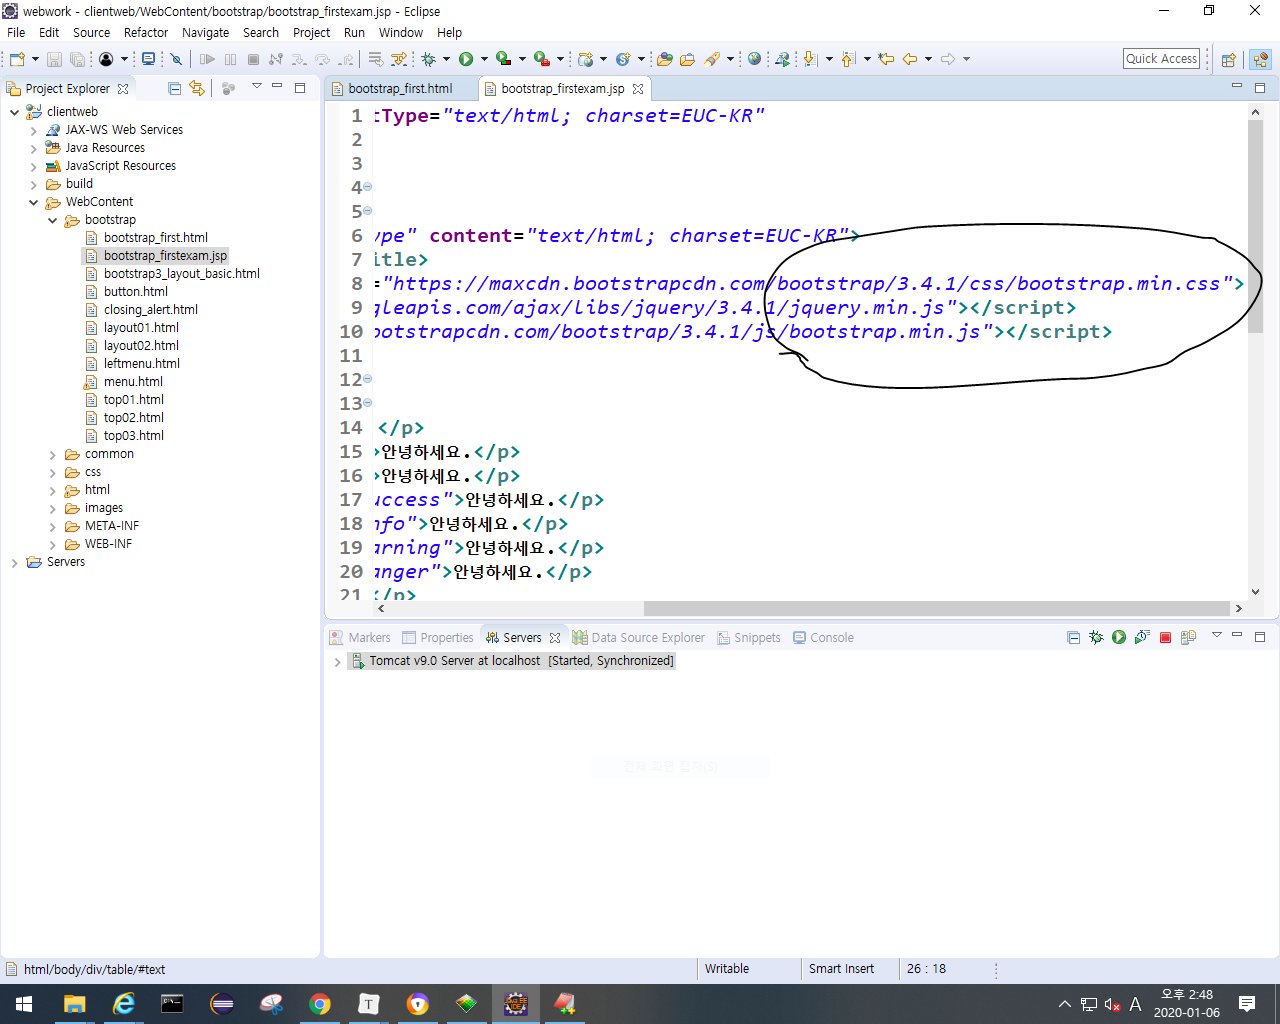 webwork - clientweb/WebContent/bootstrap/bootstrap_firstexam.jsp - Eclipse
File Edit Source Refactor Navigate Search Project Run Window Help
Quick Access
Project Explorer
clientweb
JAX-WS Web Services
Java Resources
JavaScript Resources
build
WebContent
bootstrap
bootstrap_first.html
bootstrap_firstexam.jsp
bootstrap3_layout_basic.html
button.html
closing_alert.html
layout01.html
layout02.html
leftmenu.html
menu.html
top01.html
top02.html
top03.html
common
css
html
images
META-INF
WEB-INF
Servers
bootstrap_first.html bootstrap_firstexam.jsp
1 tType="text/html; charset=EUC-KR"
2
3
4
5
6 ype" content="text/html; charset=EUC-KR">
7 itle>
8 ="https://maxcdn.bootstrapcdn.com/bootstrap/3.4.1/css/bootstrap.min.css">
9 gleapis.com/ajax/libs/jquery/3.4.1/jquery.min.js"></script>
10 ootstrapcdn.com/bootstrap/3.4.1/js/bootstrap.min.js"></script>
11
12
13
14 </p>
15 >안녕하세요.</p>
16 >안녕하세요.</p>
17 uccess">안녕하세요.</p>
18 nfo">안녕하세요.</p>
19 arning">안녕하세요.</p>
20 anger">안녕하세요.</p>
21 </p>
Markers Properties Servers Data Source Explorer Snippets Console
Tomcat v9.0 Server at localhost [Started, Synchronized]
html/body/div/table/#text
Writable
Smart Insert
26 : 18
A
오후 2:48
2020-01-06